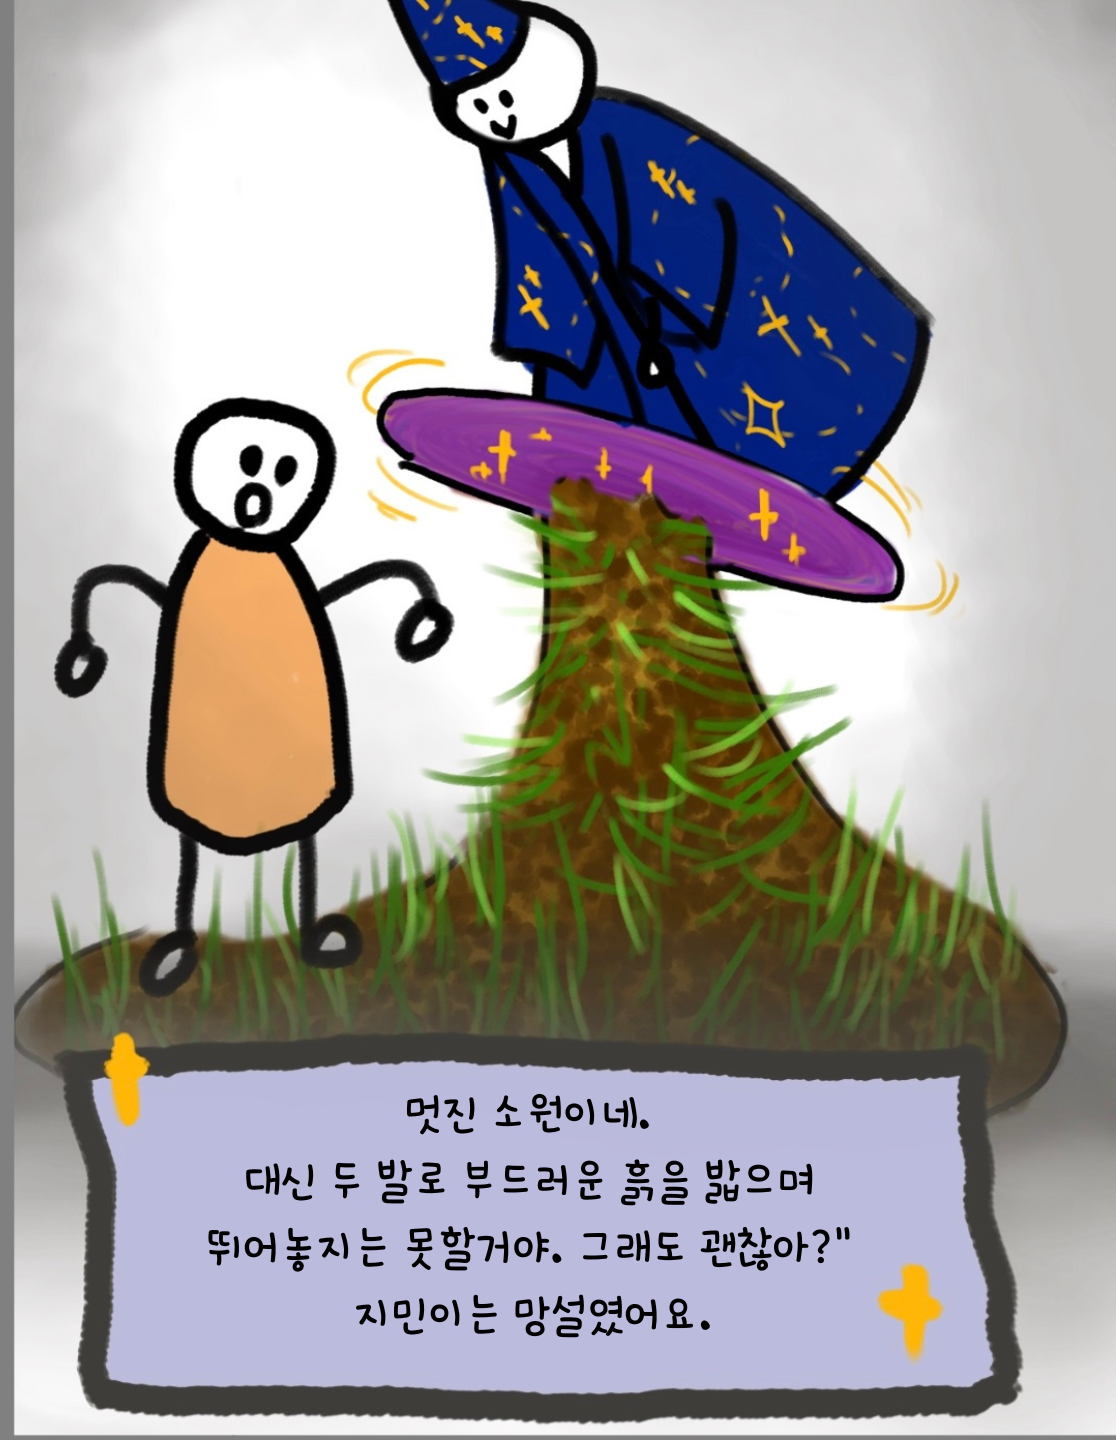 멋진 소원이네.
대신 두 발로 부드러운 흙을 밟으며
뛰어놓지는 못할거야. 그래도 괜찮아?"
지민이는 망설였어요.